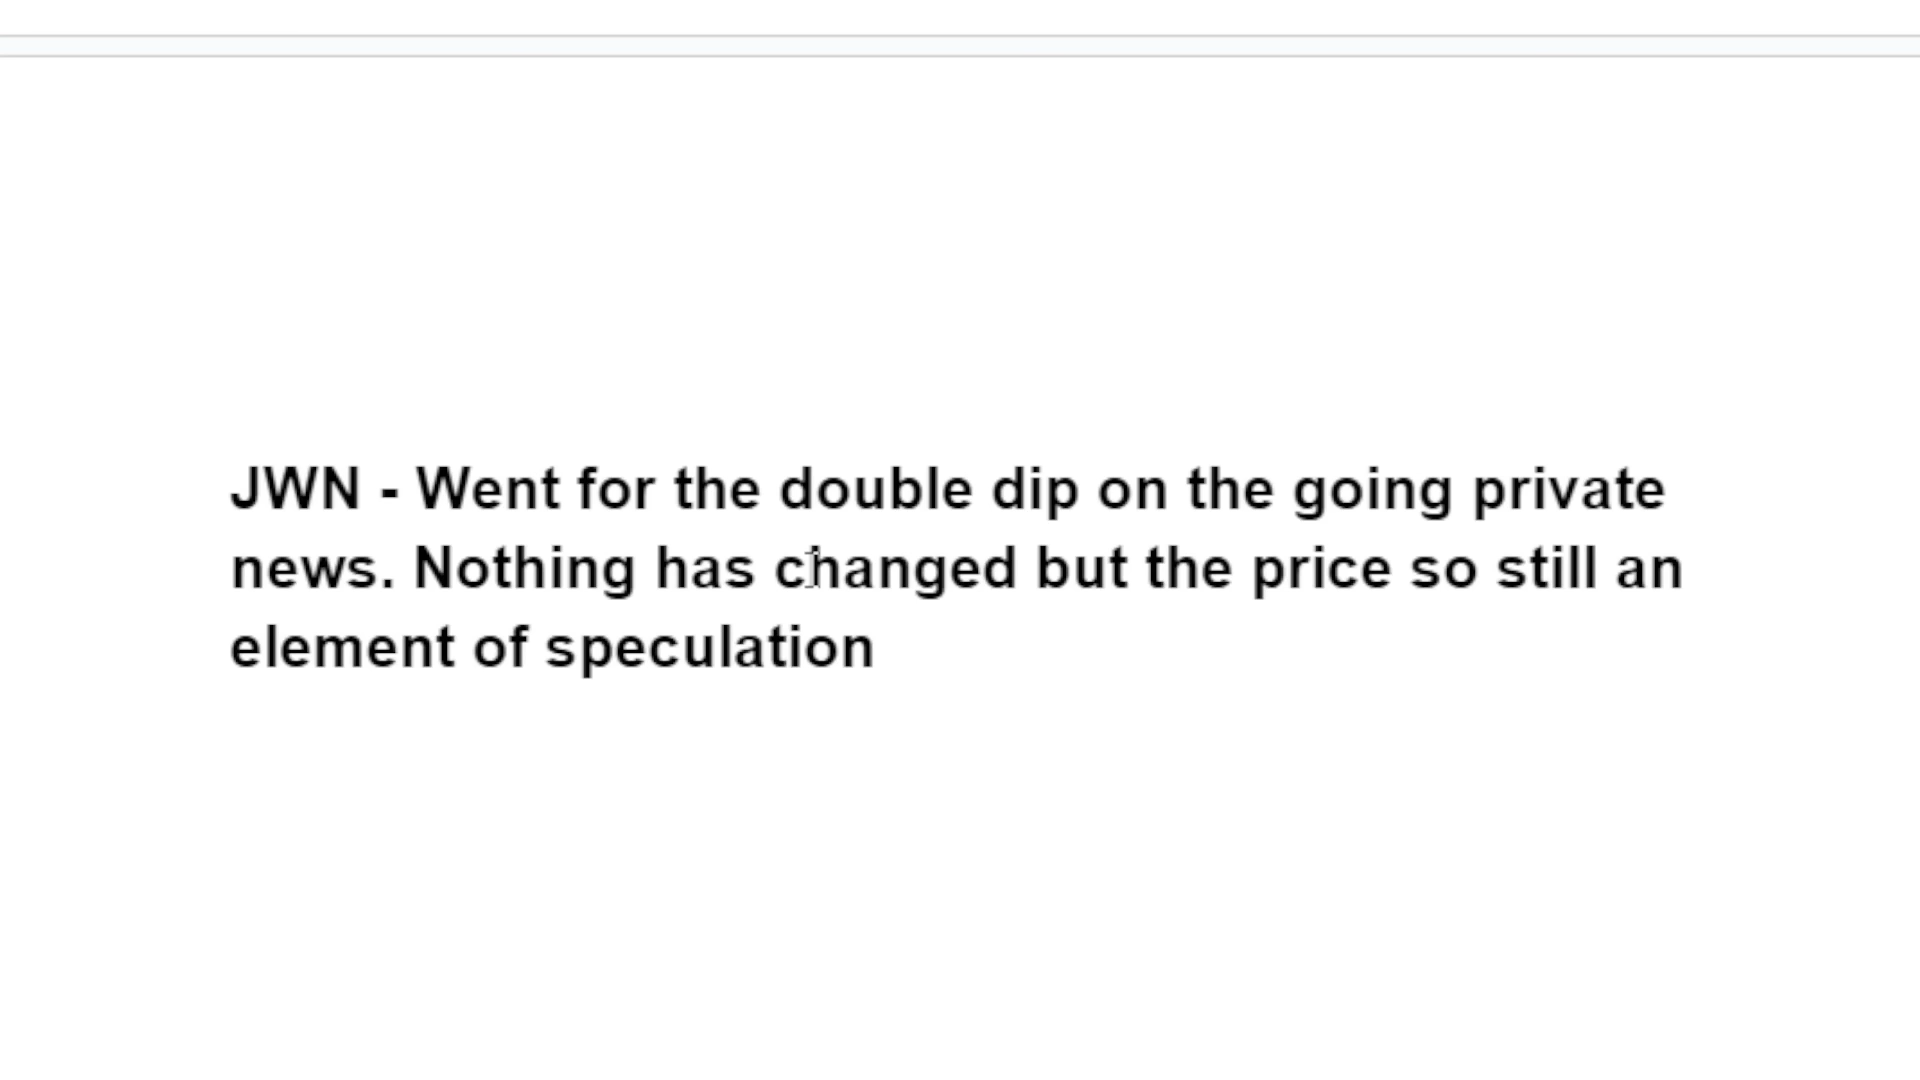 JWN - Went for the double dip on the going private
news. Nothing has changed but the price so still an
element of speculation